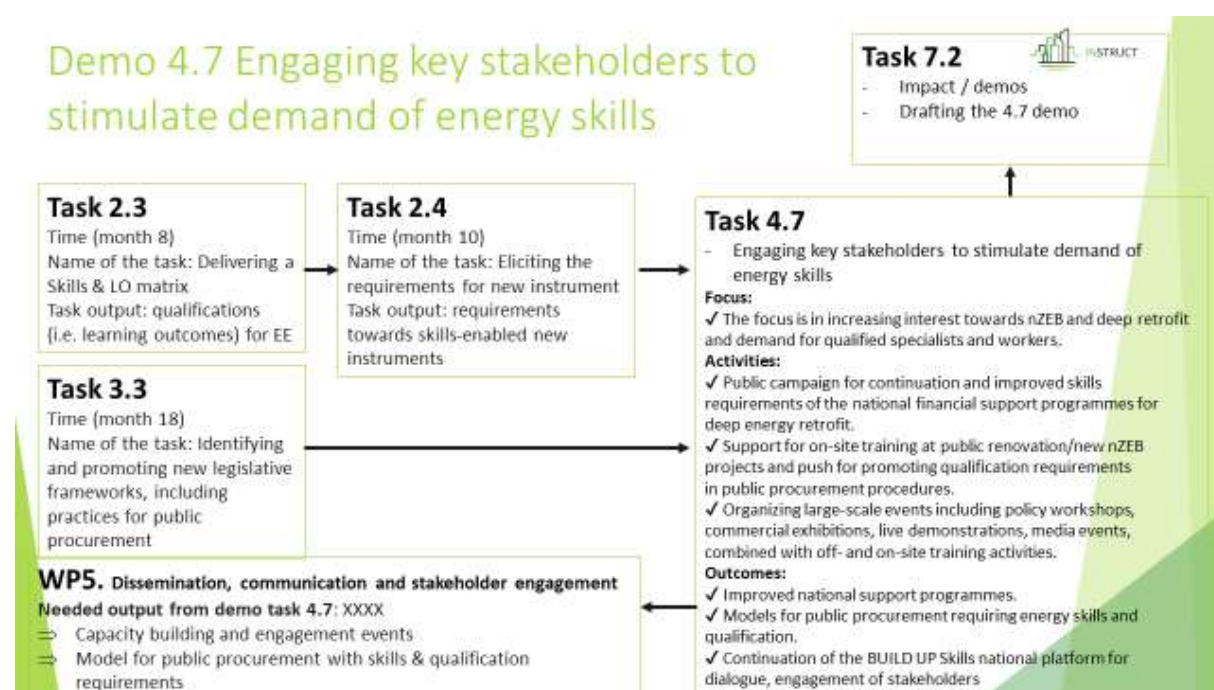 Demo 4.7 Engaging key stakeholders to
stimulate demand of energy skills
Task 7.2
INSTRUCT
- Impact / demos
- Drafting the 4.7 demo
Task 2.3
Time (month 8)
Name of the task: Delivering a
Skills & LO matrix
Task output: qualifications
(i.e. learning outcomes) for EE
Task 2.4
Time (month 10)
Name of the task: Eliciting the
requirements for new instrument
Task output: requirements
towards skills-enabled new
instruments
Task 3.3
Time (month 18)
Name of the task: Identifying
and promoting new legislative
frameworks, including
practices for public
procurement
Task 4.7
- Engaging key stakeholders to stimulate demand of
energy skills
Focus:
✓ The focus is in increasing interest towards nZEB and deep retrofit
and demand for qualified specialists and workers.
Activities:
✓ Public campaign for continuation and improved skills
requirements of the national financial support programmes for
deep energy retrofit.
✓ Support for on-site training at public renovation/new nZEB
projects and push for promoting qualification requirements
in public procurement procedures.
✓ Organizing large-scale events including policy workshops,
commercial exhibitions, live demonstrations, media events,
combined with off- and on-site training activities.
Outcomes:
✓ Improved national support programmes.
✓ Models for public procurement requiring energy skills and
qualification.
✓ Continuation of the BUILD UP Skills national platform for
dialogue, engagement of stakeholders
WP5. Dissemination, communication and stakeholder engagement
Needed output from demo task 4.7: XXXX
⇒ Capacity building and engagement events
⇒ Model for public procurement with skills & qualification
requirements